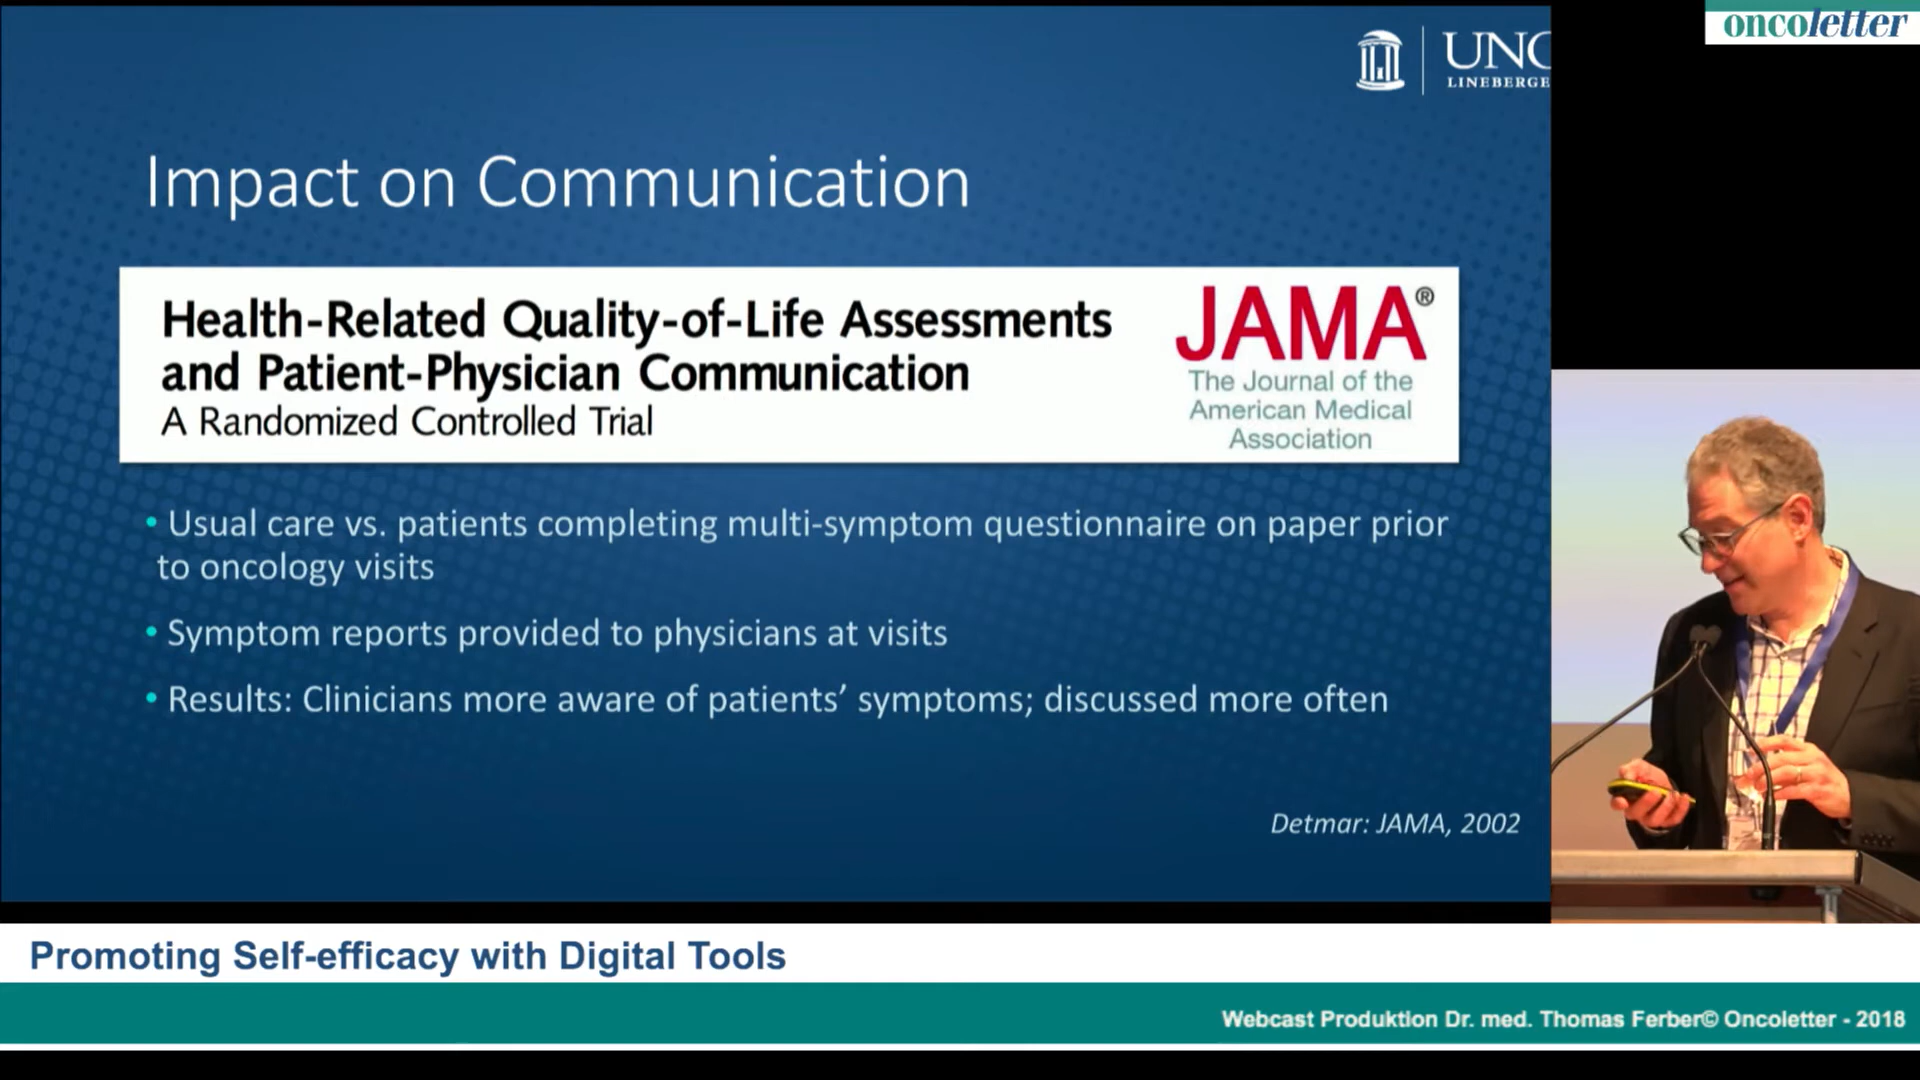 oncoletter
UNC
LINEBERGE
Impact on Communication
Health-Related Quality-of-Life Assessments
and Patient-Physician Communication
A Randomized Controlled Trial
JAMA®
The Journal of the
American Medical
Association
• Usual care vs. patients completing multi-symptom questionnaire on paper prior
to oncology visits
• Symptom reports provided to physicians at visits
• Results: Clinicians more aware of patients’ symptoms; discussed more often
Detmar: JAMA, 2002
Promoting Self-efficacy with Digital Tools
Webcast Produktion Dr. med. Thomas Ferber© Oncoletter - 2018